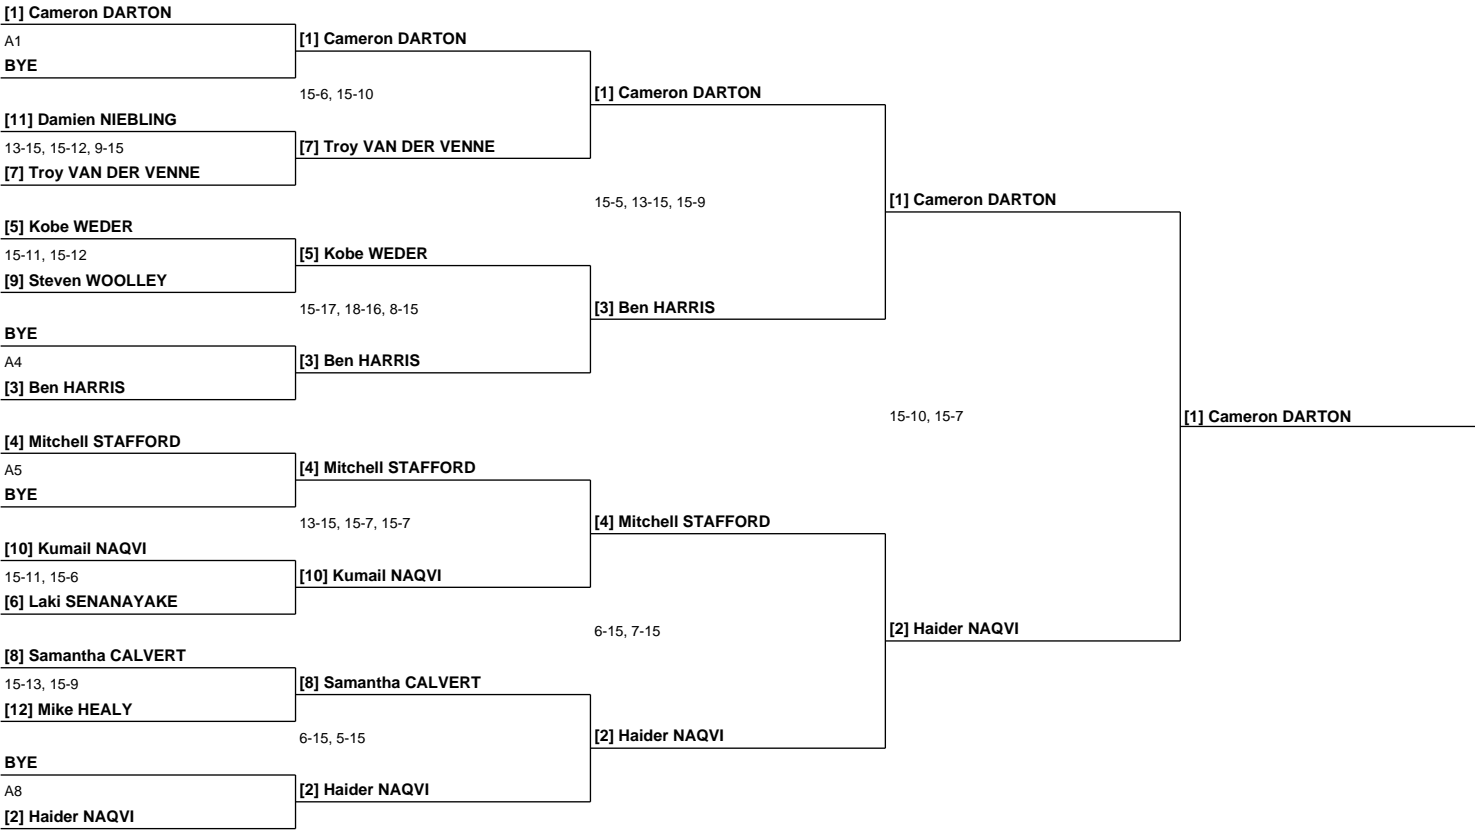 [1] Cameron DARTON
A1
BYE
[11] Damien NIEBLING
13-15, 15-12, 9-15
[7] Troy VAN DER VENNE
[5] Kobe WEDER
15-11, 15-12
[9] Steven WOOLLEY
BYE
A4
[3] Ben HARRIS
[4] Mitchell STAFFORD
A5
BYE
[10] Kumail NAQVI
15-11, 15-6
[6] Laki SENANAYAKE
[8] Samantha CALVERT
15-13, 15-9
[12] Mike HEALY
BYE
A8
[2] Haider NAQVI
[1] Cameron DARTON
15-6, 15-10
[7] Troy VAN DER VENNE
[5] Kobe WEDER
15-17, 18-16, 8-15
[3] Ben HARRIS
[4] Mitchell STAFFORD
13-15, 15-7, 15-7
[10] Kumail NAQVI
[8] Samantha CALVERT
6-15, 5-15
[2] Haider NAQVI
[1] Cameron DARTON
15-5, 13-15, 15-9
[3] Ben HARRIS
[4] Mitchell STAFFORD
6-15, 7-15
[2] Haider NAQVI
[1] Cameron DARTON
15-10, 15-7
[2] Haider NAQVI
[1] Cameron DARTON